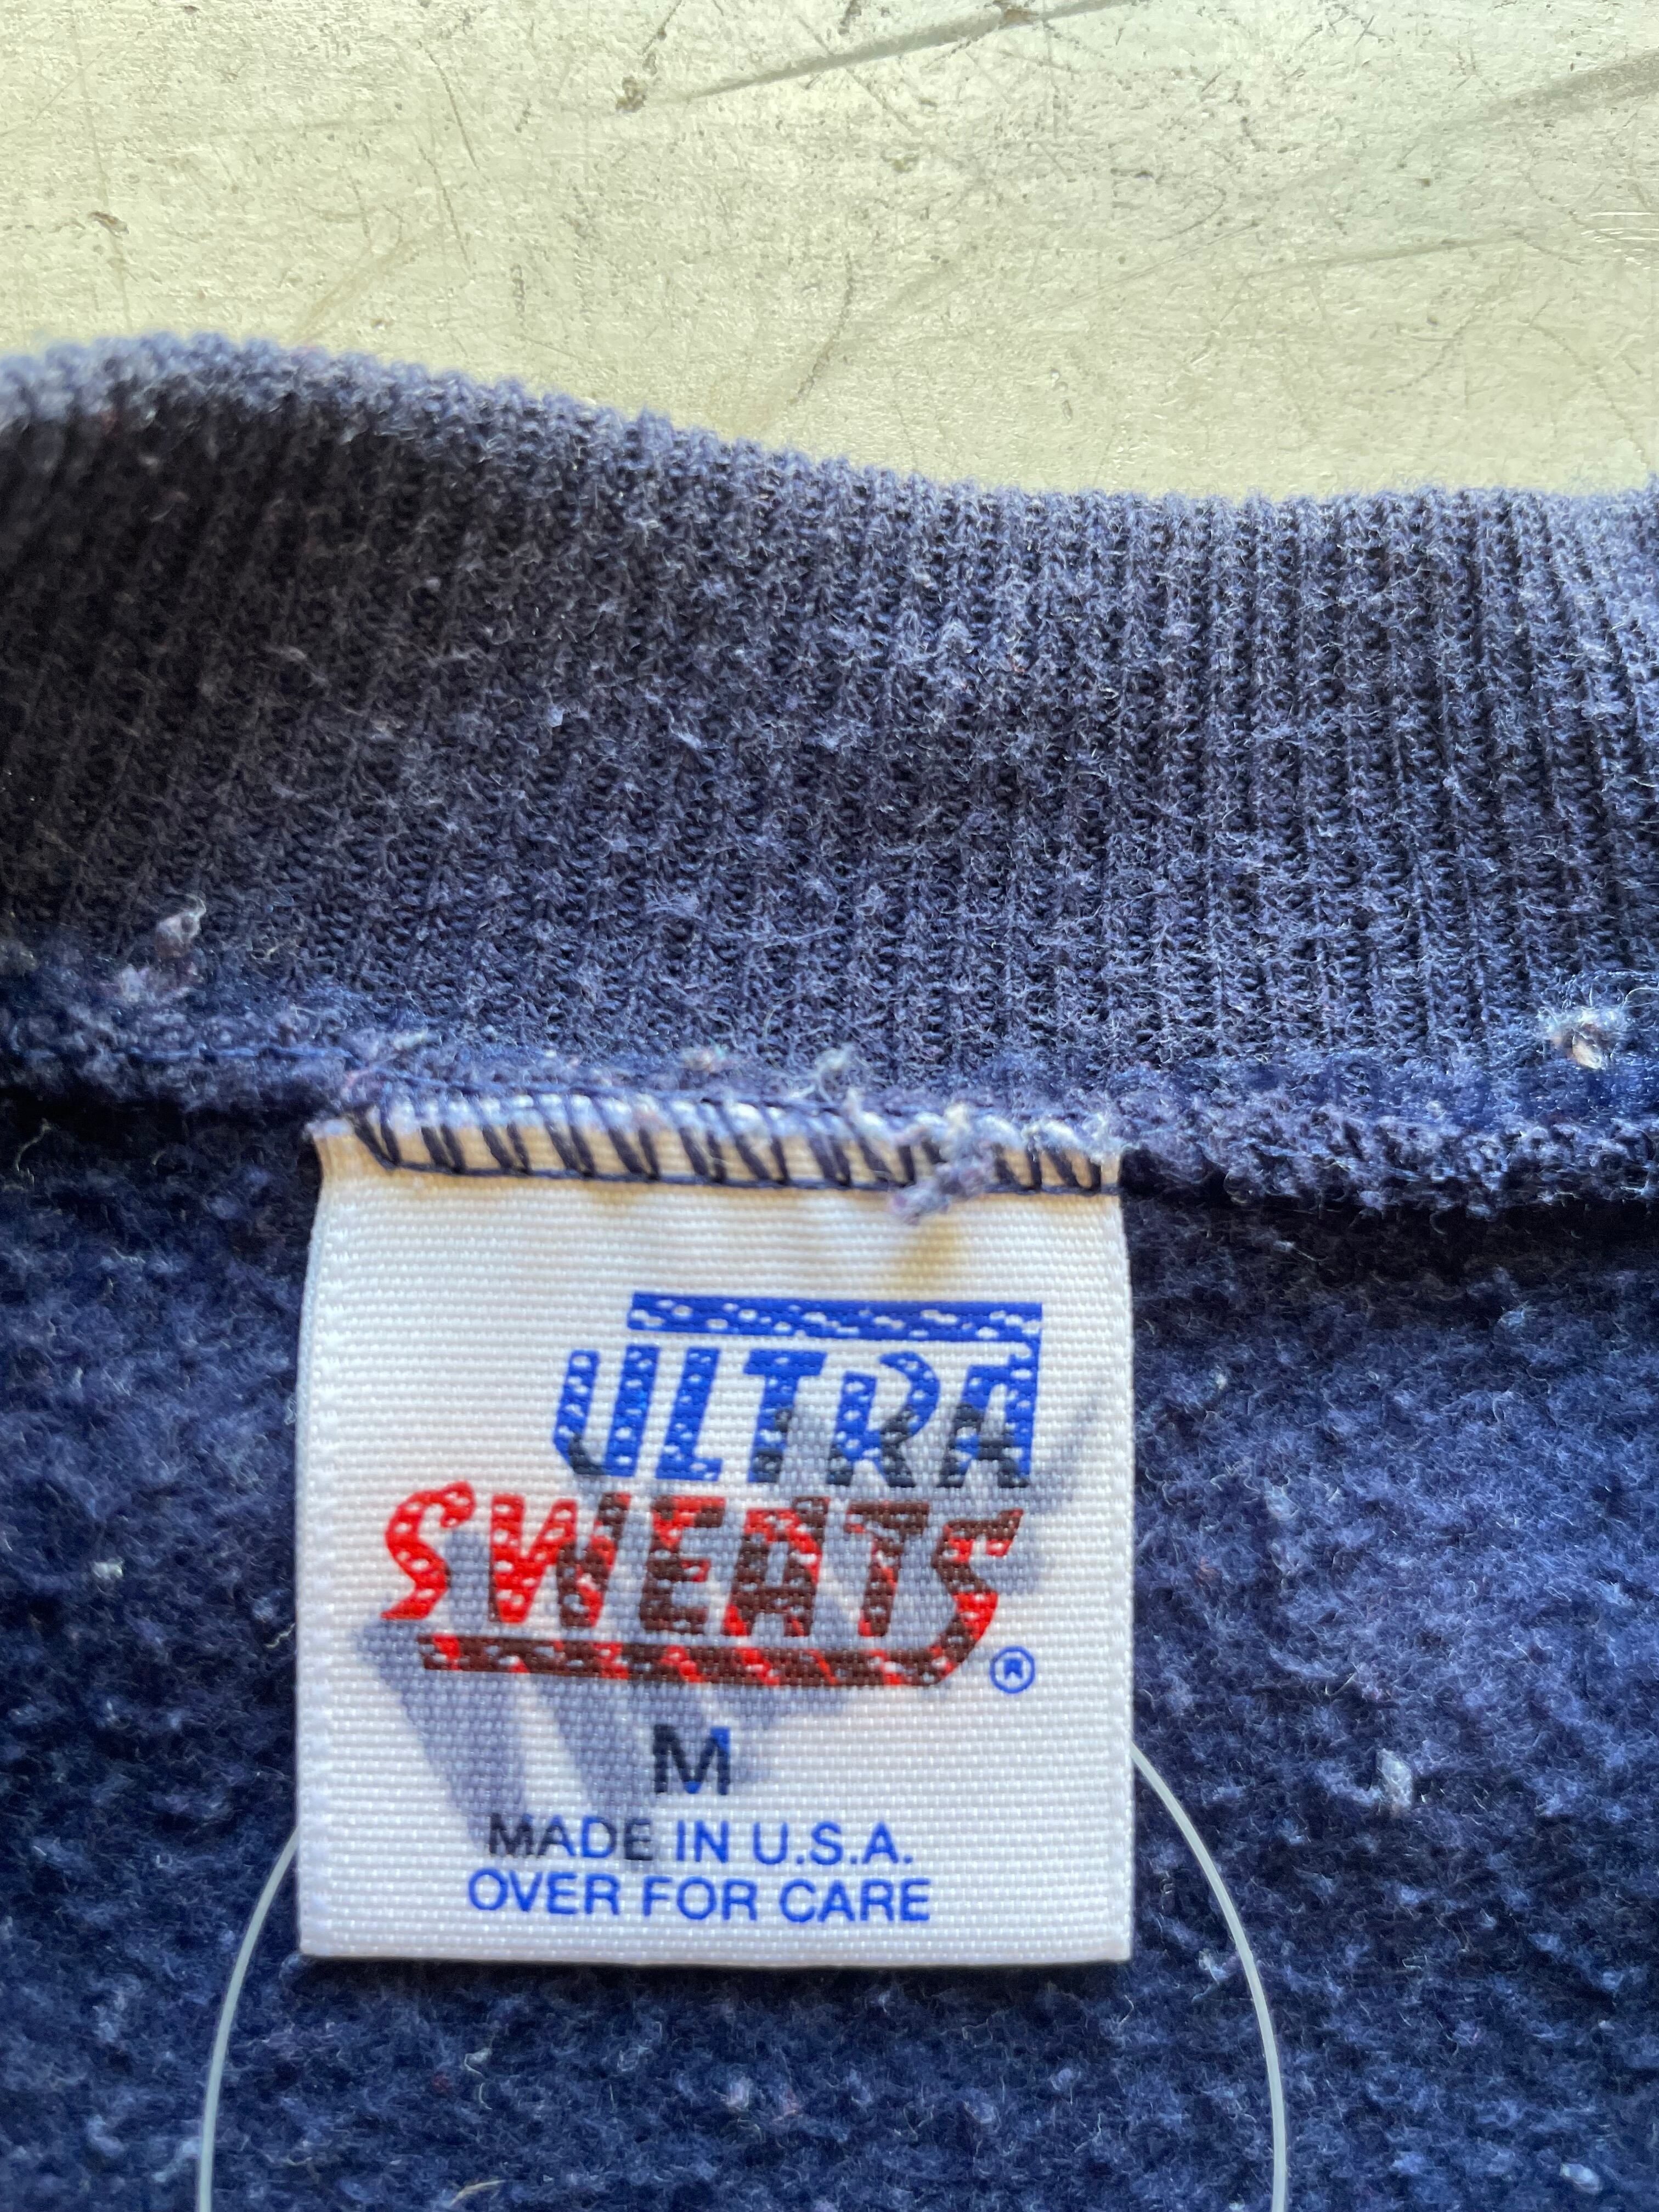 ULTRA
SWEATS®
M
MADE IN U.S.A.
OVER FOR CARE